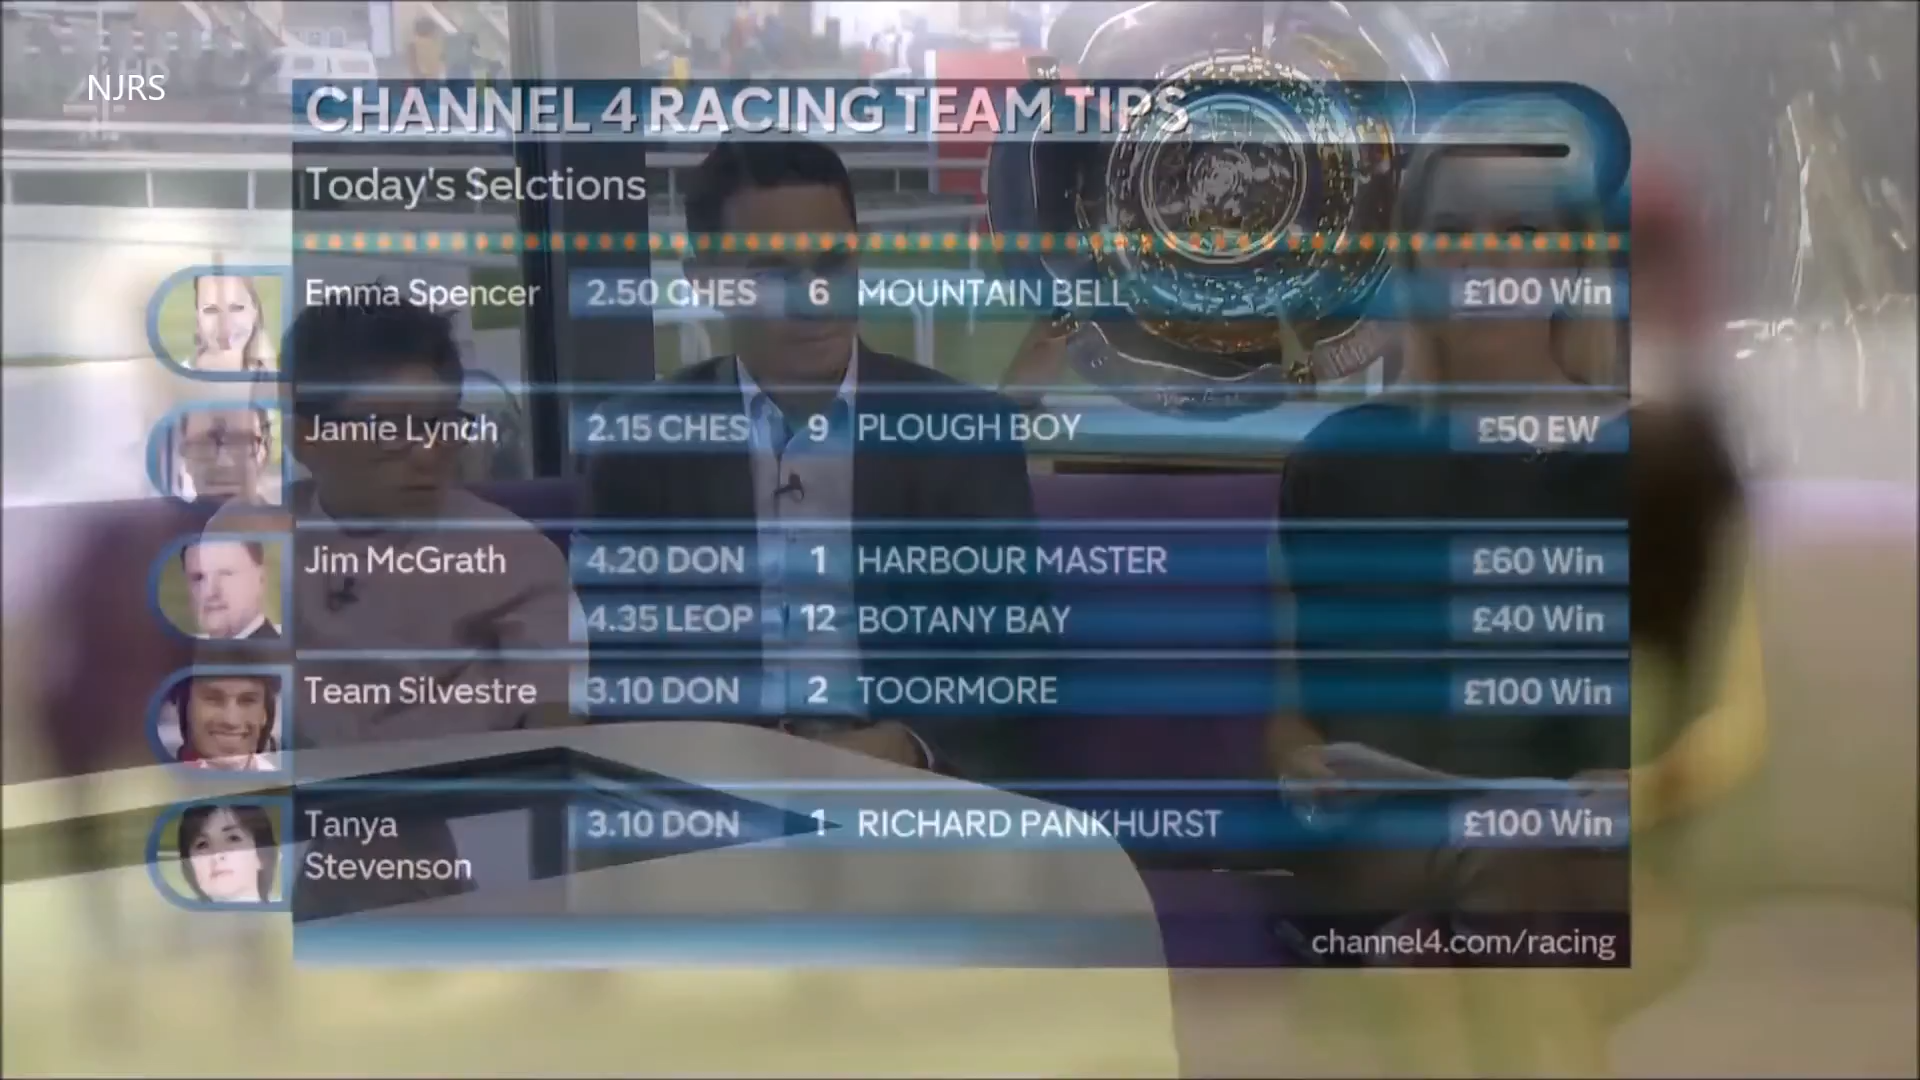 NJRS
CHANNEL 4 RACING TEAM TIPS
Today's Selctions
Emma Spencer 2.50 CHES 6 MOUNTAIN BELL £100 Win
Jamie Lynch 2.15 CHES 9 PLOUGH BOY £50 EW
Jim McGrath 4.20 DON 1 HARBOUR MASTER £60 Win
4.35 LEOP 12 BOTANY BAY £40 Win
Team Silvestre 3.10 DON 2 TOORMORE £100 Win
Tanya Stevenson 3.10 DON 1 RICHARD PANKHURST £100 Win
channel4.com/racing